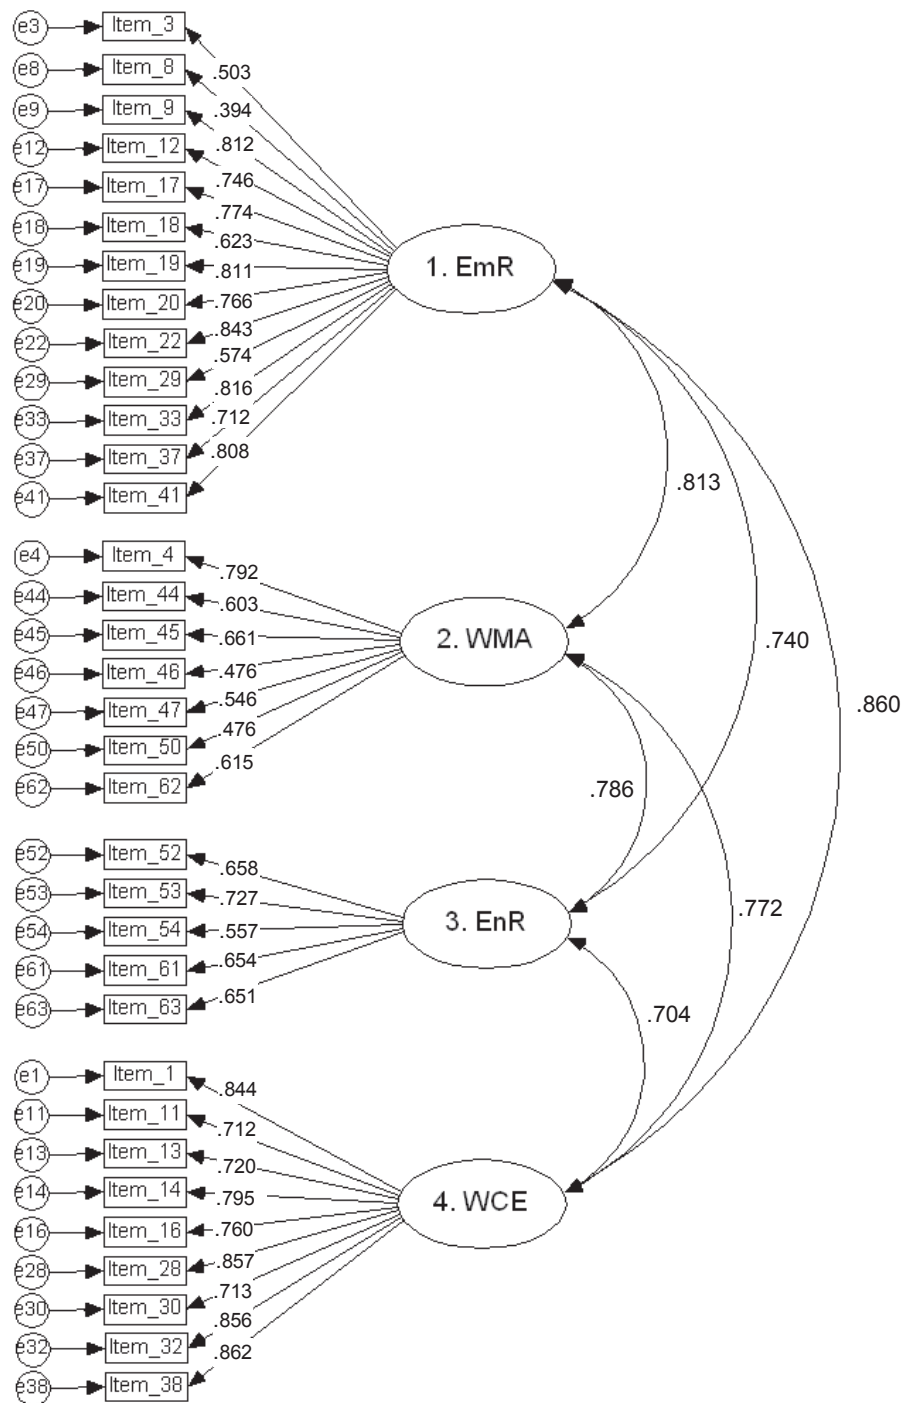 e3 Item_3 .503
e8 Item_8 .394
e9 Item_9 .812
e12 Item_12 .746
e17 Item_17 .774
e18 Item_18 .623
e19 Item_19 .811
e20 Item_20 .766
e22 Item_22 .843
e29 Item_29 .574
e33 Item_33 .816
e37 Item_37 .712
e41 Item_41 .808
1. EmR
e4 Item_4 .792
e44 Item_44 .603
e45 Item_45 .661
e46 Item_46 .476
e47 Item_47 .546
e50 Item_50 .476
e62 Item_62 .615
2. WMA
e52 Item_52 .658
e53 Item_53 .727
e54 Item_54 .557
e61 Item_61 .654
e63 Item_63 .651
3. EnR
e1 Item_1 .844
e11 Item_11 .712
e13 Item_13 .720
e14 Item_14 .795
e16 Item_16 .760
e28 Item_28 .857
e30 Item_30 .713
e32 Item_32 .856
e38 Item_38 .862
4. WCE
.813
.740
.860
.786
.772
.704